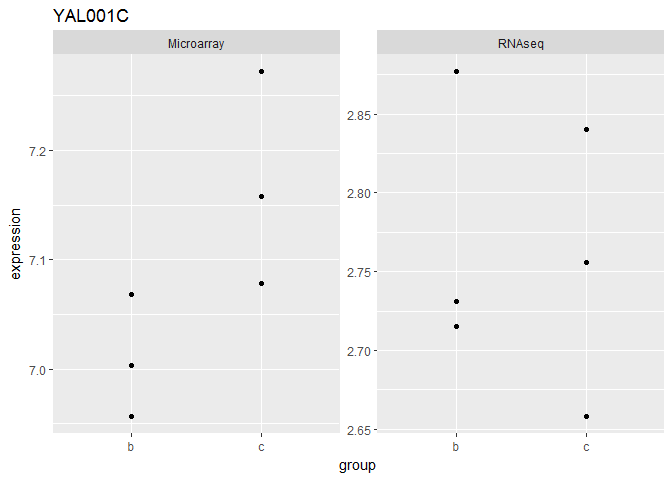 YAL001C
Microarray
RNAseq
expression
7.2
7.1
7.0
2.85
2.80
2.75
2.70
2.65
b
c
b
c
group